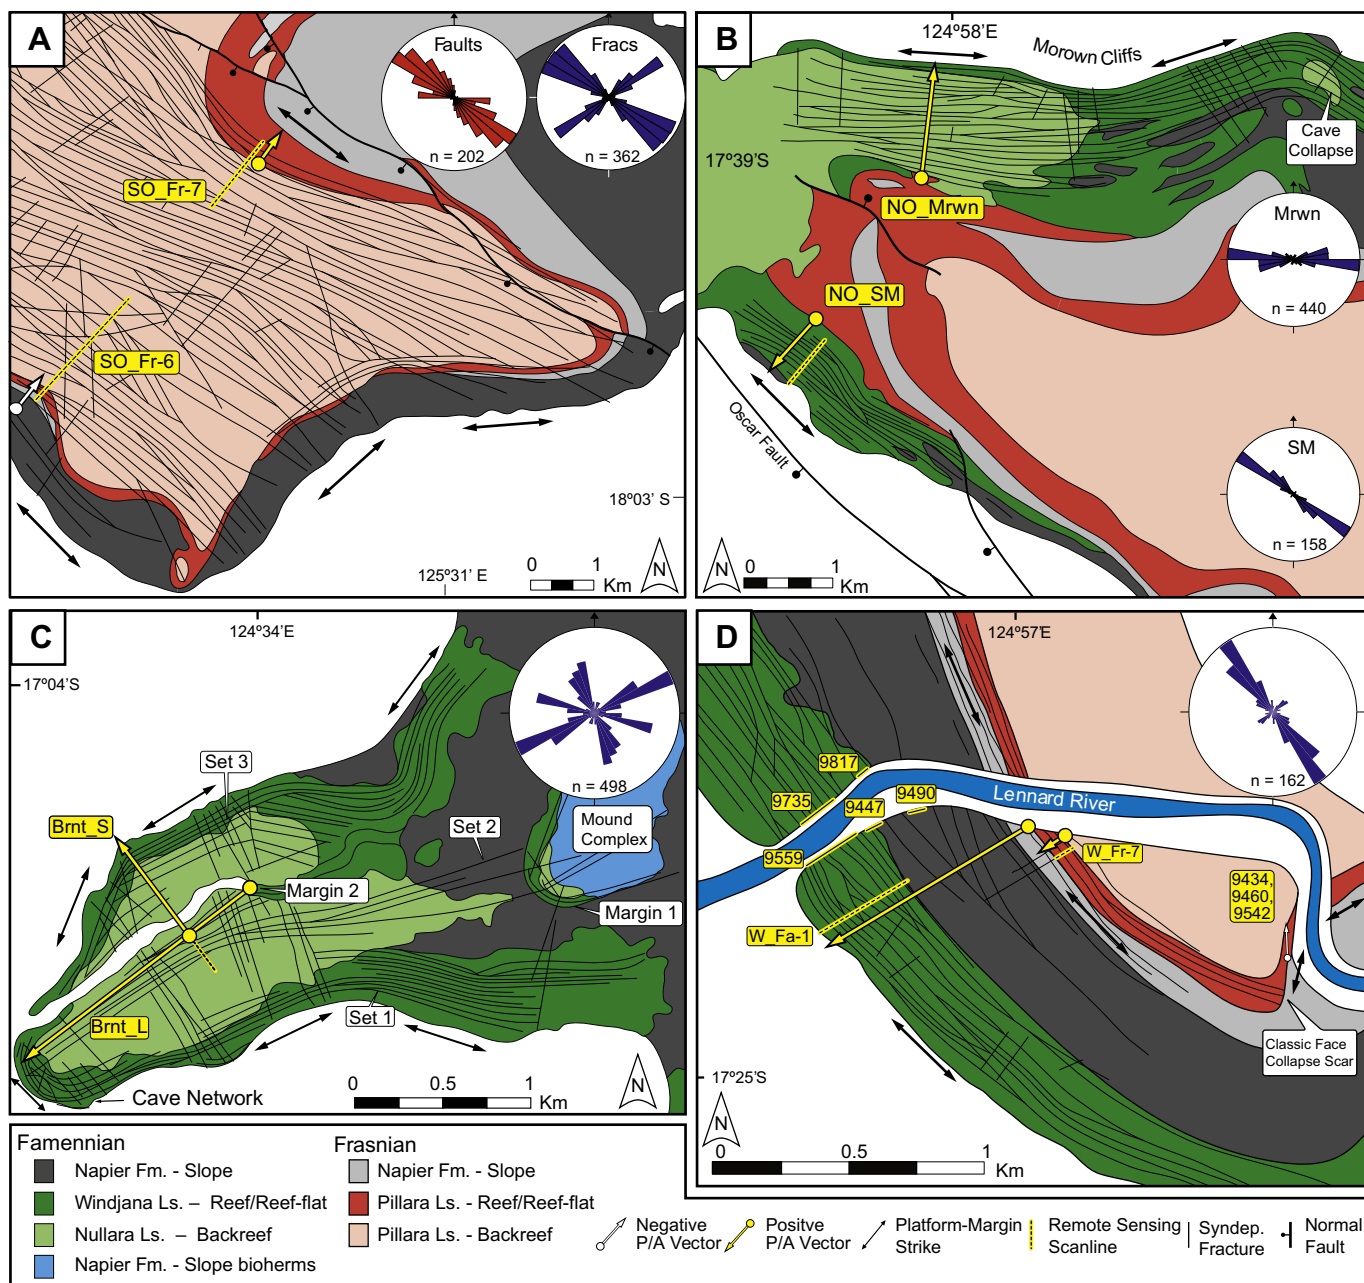 A
Faults
n = 202
Fracs
n = 362
SO_Fr-7
SO_Fr-6
18º03' S
125º31' E
0 1
Km
N
B
124º58'E
Morown Cliffs
17º39'S
Cave
Collapse
NO_Mrwn
Mrwn
n = 440
NO_SM
Oscar Fault
SM
n = 158
0 1
Km
N
C
124º34'E
17º04'S
n = 498
Set 3
Brnt_S
Set 2
Mound
Complex
Margin 2
Margin 1
Brnt_L
Set 1
Cave Network
0 0.5 1
Km
N
D
124º57'E
n = 162
9817
9735
9447
9490
Lennard River
9559
W_Fr-7
9434,
9460,
9542
W_Fa-1
Classic Face
Collapse Scar
17º25'S
N
0 0.5 1
Km
Famennian
Napier Fm. - Slope
Windjana Ls. – Reef/Reef-flat
Nullara Ls. – Backreef
Napier Fm. - Slope bioherms
Frasnian
Napier Fm. - Slope
Pillara Ls. - Reef/Reef-flat
Pillara Ls. - Backreef
Negative
P/A Vector
Positve
P/A Vector
Platform-Margin
Strike
Remote Sensing
Scanline
Syndep.
Fracture
Normal
Fault